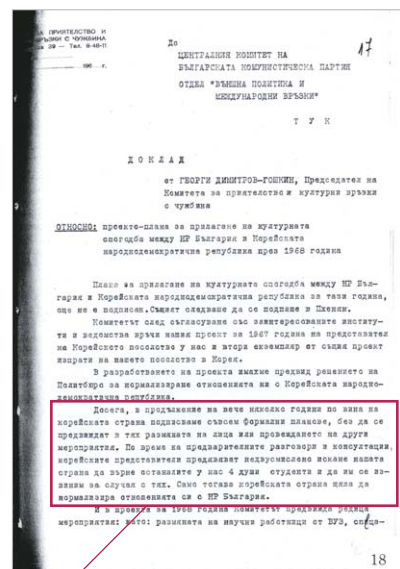 ЗА ПРИЯТЕЛСТВО И
ВРЪЗКИ С ЧУЖБИНА
39 — Тел. 8-48-11
196 г.
17
До
ЦЕНТРАЛНИЯ КОМИТЕТ НА
БЪЛГАРСКАТА КОМУНИСТИЧЕСКА ПАРТИЯ
ОТДЕЛ "ВЪНШНА ПОЛИТИКА И
МЕЖДУНАРОДНИ ВРЪЗКИ"
Т У К
Д О К Л А Д
от ГЕОРГИ ДИМИТРОВ-ГОШКИН, Председател на
Комитета за приятелство и културни връзки
с чужбина
ОТНОСНО: проекто-плана за прилагане на културната
спогодба между НР България и Корейската
народнодемократична република през 1968 година
Плана за прилагане на културната спогодба между НР Бъл-
гария и Корейската народнодемократична република за тази година,
още не е подписан. Същият следваше да се подпише в Пхенян.
Комитетът след съгласуване със заинтересованите институ-
ти и ведомства връчи нашия проект за 1967 година на представител
на Корейското посолство у нас и втори екземпляр от същия проект
изпрати на нашето посолство в Корея.
В разработването на проекта имахме предвид решението на
Политбюро за нормализиране отношенията ни с Корейската народно-
демократична република.
Досега, в продължение на вече няколко години по вина на
корейската страна подписваме съвсем формални планове, без да се
предвиждат в тях размяната на лица или провеждането на други
мероприятия. По време на предварителните разговори и консултации,
корейските представители предявяват недвусмислено искане нашата
страна да върне останалите у нас 4 души студенти и да им се из-
виним за случая с тях. Само тогава корейската страна щяла да
нормализира отношенията си с НР България.
И в проекта за 1968 година Комитетът предвижда редица
мероприятия: като: размяната на научни работници от ВУЗ, специа-
18